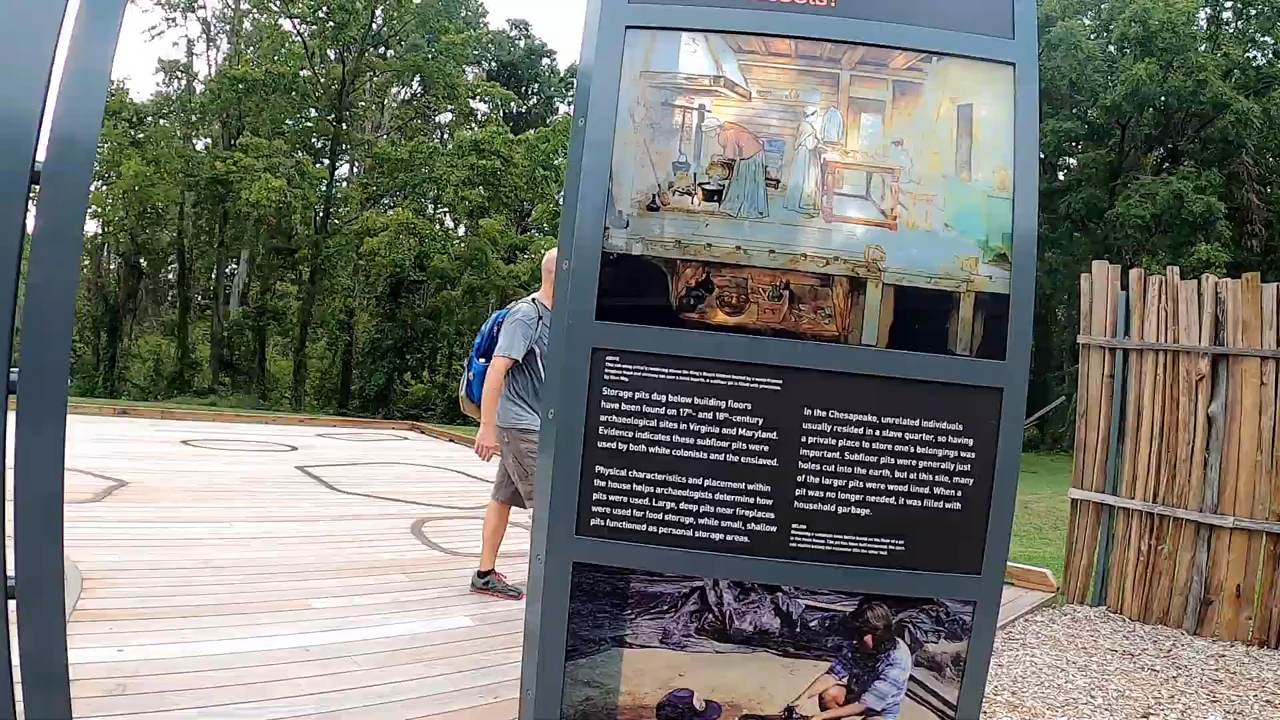 ABOVE
Storage pits dug below building floors
have been found on 17th- and 18th-century
archaeological sites in Virginia and Maryland.
Evidence indicates these subfloor pits were
used by both white colonists and the enslaved.
Physical characteristics and placement within
the house helps archaeologists determine how
pits were used. Large, deep pits near fireplaces
were used for food storage, while small, shallow
pits functioned as personal storage areas.
In the Chesapeake, unrelated individuals
usually resided in a slave quarter, so having
a private place to store one's belongings was
important. Subfloor pits were generally just
holes cut into the earth, but at this site, many
of the larger pits were wood lined. When a
pit was no longer needed, it was filled with
household garbage.
BELOW